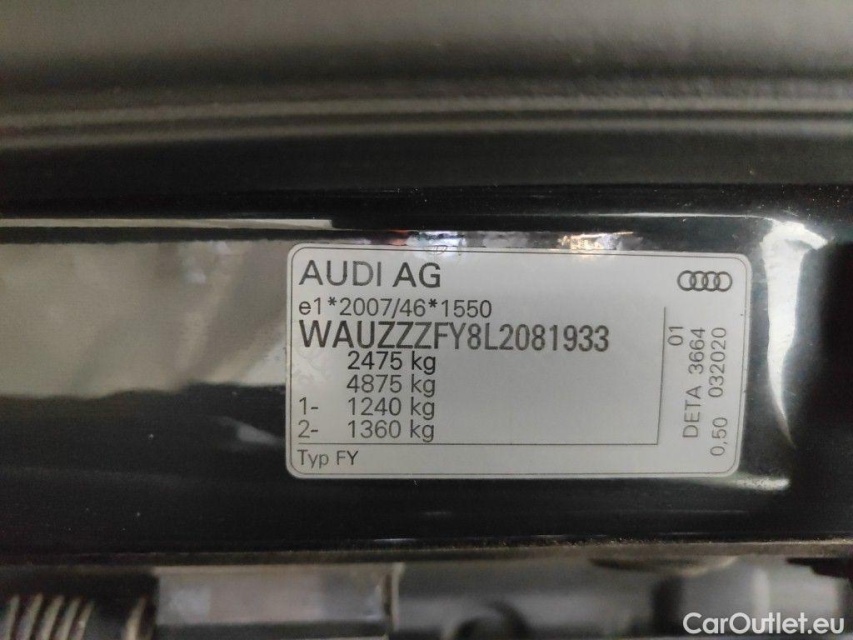 AUDI AG
e1*2007/46*1550
WAUZZZFY8L2081933
2475 kg
4875 kg
1- 1240 kg
2- 1360 kg
Typ FY
01
DETA 3664
0,50 032020
CarOutlet.eu